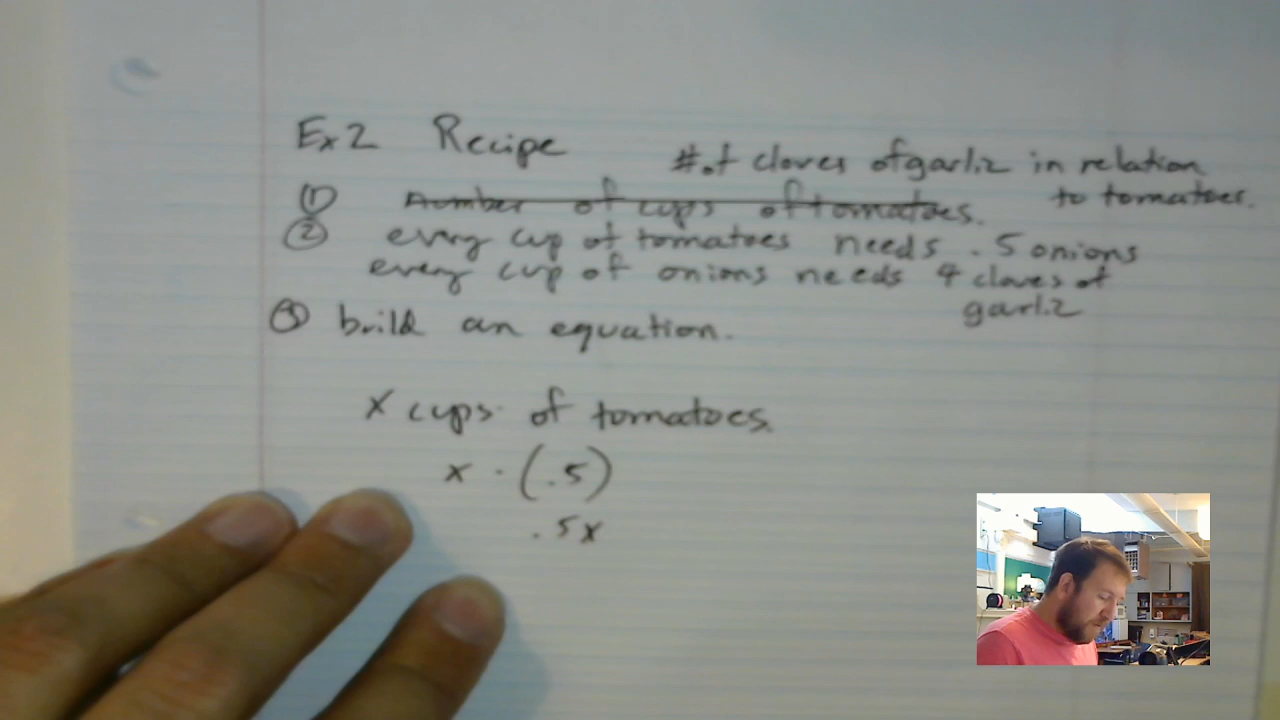 Ex 2 Recipe
#.of cloves of garlic in relation
to tomatoes.
① Number of cups of tomatoes.
② every cup of tomatoes needs .5 onions
every cup of onions needs 4 cloves of
garlic
③ build an equation.
x cups of tomatoes.
x · (.5)
.5x